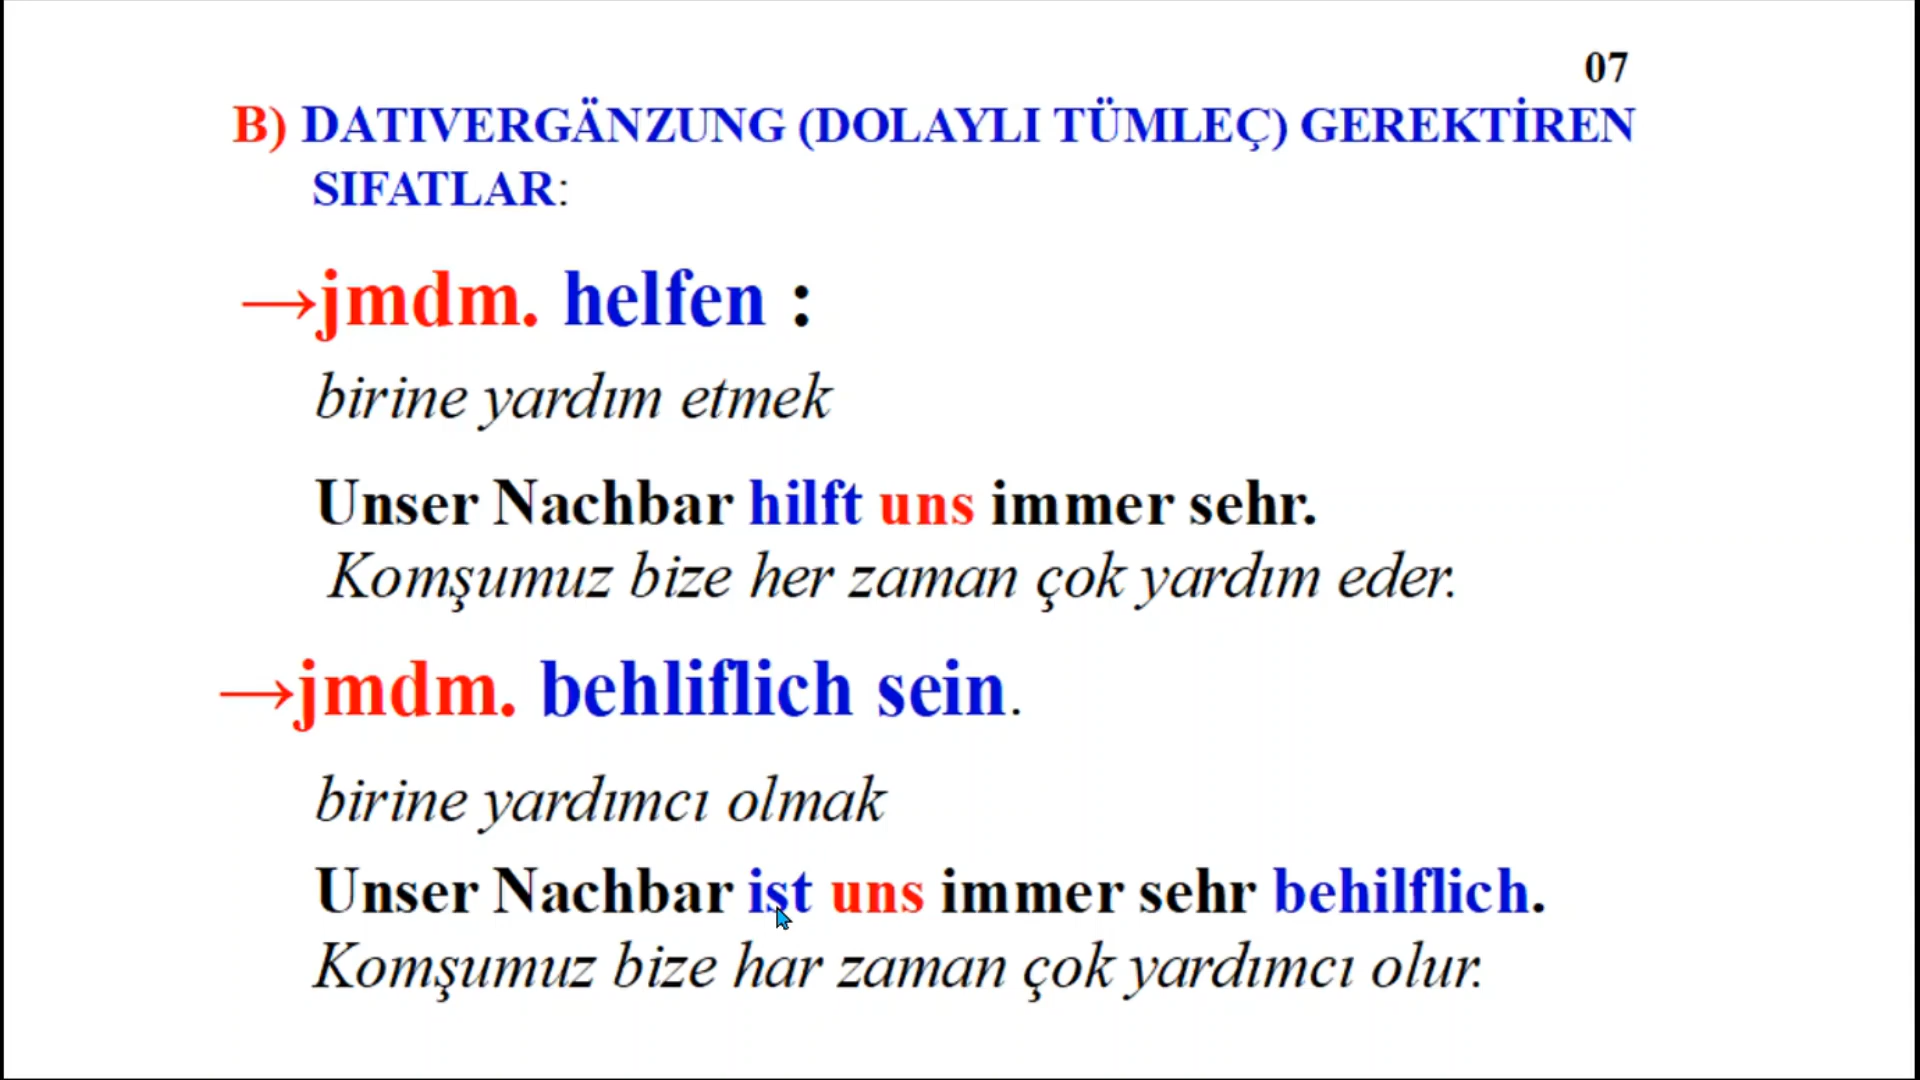 07
B) DATIVERGÄNZUNG (DOLAYLI TÜMLEÇ) GEREKTİREN
SIFATLAR:
→jmdm. helfen :
birine yardım etmek
Unser Nachbar hilft uns immer sehr.
Komşumuz bize her zaman çok yardım eder.
→jmdm. behliflich sein.
birine yardımcı olmak
Unser Nachbar ist uns immer sehr behilflich.
Komşumuz bize har zaman çok yardımcı olur.